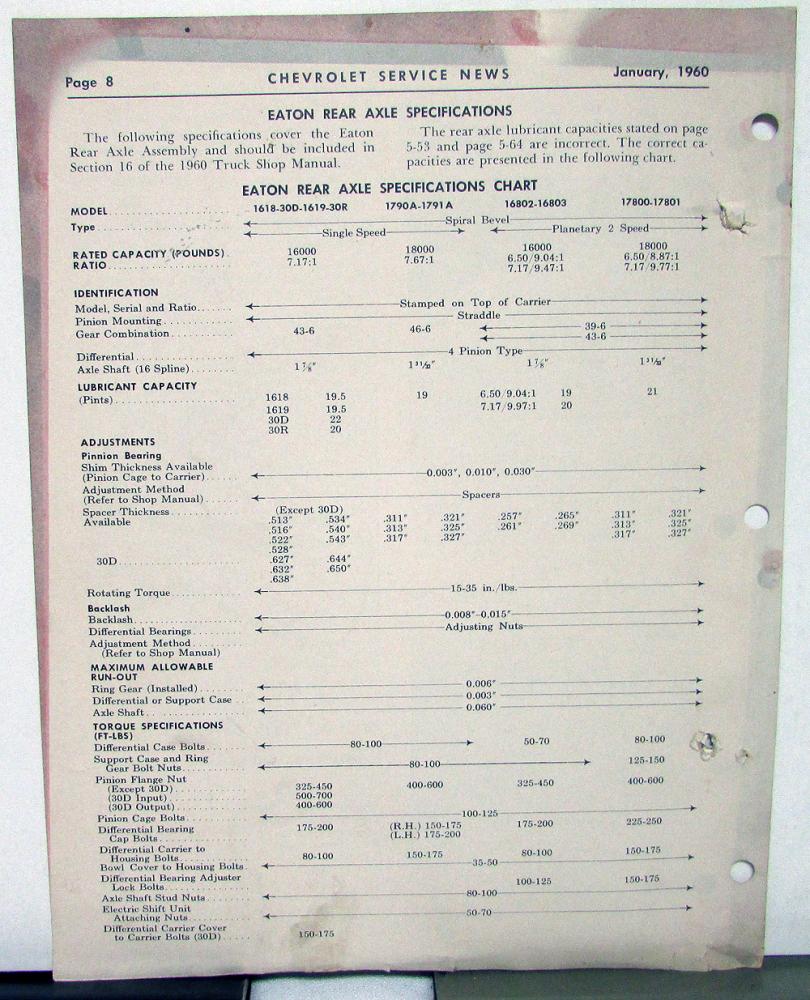 Page 8 CHEVROLET SERVICE NEWS January, 1960
EATON REAR AXLE SPECIFICATIONS
The following specifications cover the Eaton
Rear Axle Assembly and should be included in
Section 16 of the 1960 Truck Shop Manual.
The rear axle lubricant capacities stated on page
5-53 and page 5-64 are incorrect. The correct ca-
pacities are presented in the following chart.
EATON REAR AXLE SPECIFICATIONS CHART
MODEL 1618-30D-1619-30R 1790A-1791A 16802-16803 17800-17801
Type Spiral Bevel
Single Speed Planetary 2 Speed
RATED CAPACITY (POUNDS) 16000 18000 16000 18000
RATIO 7.17:1 7.67:1 6.50/9.04:1 6.50/8.87:1
7.17/9.47:1 7.17/9.77:1
IDENTIFICATION
Model, Serial and Ratio Stamped on Top of Carrier
Pinion Mounting Straddle
Gear Combination 43-6 46-6 39-6
43-6
Differential 4 Pinion Type
Axle Shaft (16 Spline) 1⅞" 1³¹⁄₃₂" 1⅞" 1³¹⁄₃₂"
LUBRICANT CAPACITY
(Pints) 1618 19.5 19 6.50/9.04:1 19 21
1619 19.5 7.17/9.97:1 20
30D 22
30R 20
ADJUSTMENTS
Pinnion Bearing
Shim Thickness Available
(Pinion Cage to Carrier) 0.003", 0.010", 0.030"
Adjustment Method
(Refer to Shop Manual) Spacers
Spacer Thickness (Except 30D)
Available .513" .534" .311" .321" .257" .265" .311" .321"
.516" .540" .313" .325" .261" .269" .313" .325"
.522" .543" .317" .327" .317" .327"
.528"
30D .627" .644"
.632" .650"
.638"
Rotating Torque 15-35 in./lbs.
Backlash
Backlash 0.008"-0.015"
Differential Bearings Adjusting Nuts
Adjustment Method
(Refer to Shop Manual)
MAXIMUM ALLOWABLE
RUN-OUT
Ring Gear (Installed) 0.006"
Differential or Support Case 0.003"
Axle Shaft 0.060"
TORQUE SPECIFICATIONS
(FT-LBS)
Differential Case Bolts 80-100 50-70 80-100
Support Case and Ring
Gear Bolt Nuts 80-100 125-150
Pinion Flange Nut
(Except 30D) 325-450 400-600 325-450 400-600
(30D Input) 500-700
(30D Output) 400-600
Pinion Cage Bolts 100-125
Differential Bearing 175-200 (R.H.) 150-175 175-200 225-250
Cap Bolts (L.H.) 175-200
Differential Carrier to
Housing Bolts 80-100 150-175 80-100 150-175
Bowl Cover to Housing Bolts 35-50
Differential Bearing Adjuster
Lock Bolts 100-125 150-175
Axle Shaft Stud Nuts 80-100
Electric Shift Unit
Attaching Nuts 50-70
Differential Carrier Cover
to Carrier Bolts (30D) 150-175